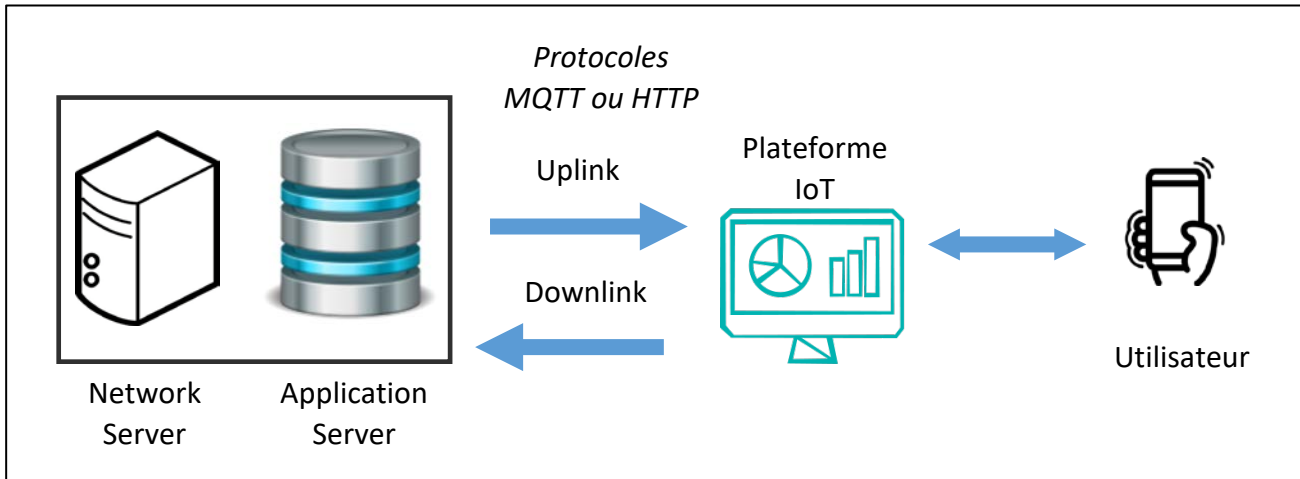 Protocoles
MQTT ou HTTP
Uplink
Plateforme
IoT
Downlink
Network
Server
Application
Server
Utilisateur